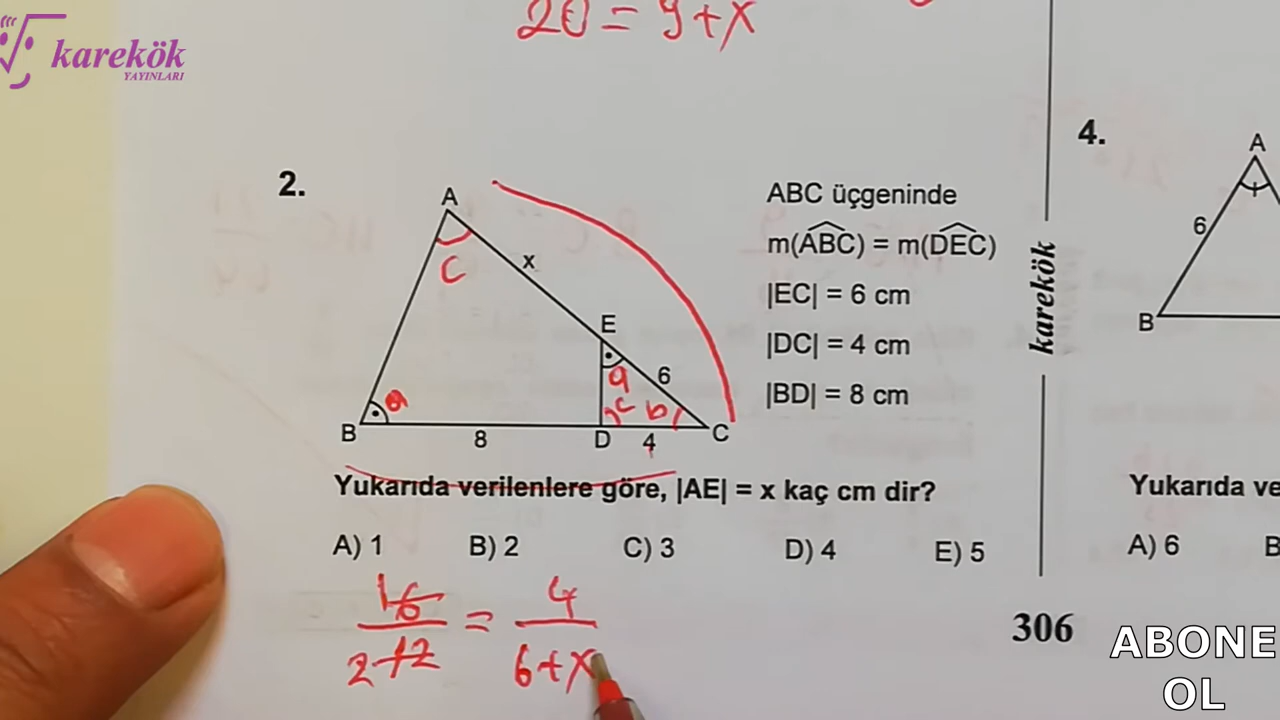 karekök
YAYINLARI
20 = y+x
2.
A
C
x
E
a
6
a
c
b
B
8
D
4
C
ABC üçgeninde
m(ABC) = m(DEC)
|EC| = 6 cm
|DC| = 4 cm
|BD| = 8 cm
Yukarıda verilenlere göre, |AE| = x kaç cm dir?
A) 1 B) 2 C) 3 D) 4 E) 5
1 6 = 4
2 12 6+x
karekök
306
4.
A
6
B
Yukarıda ve
A) 6 B
ABONE
OL